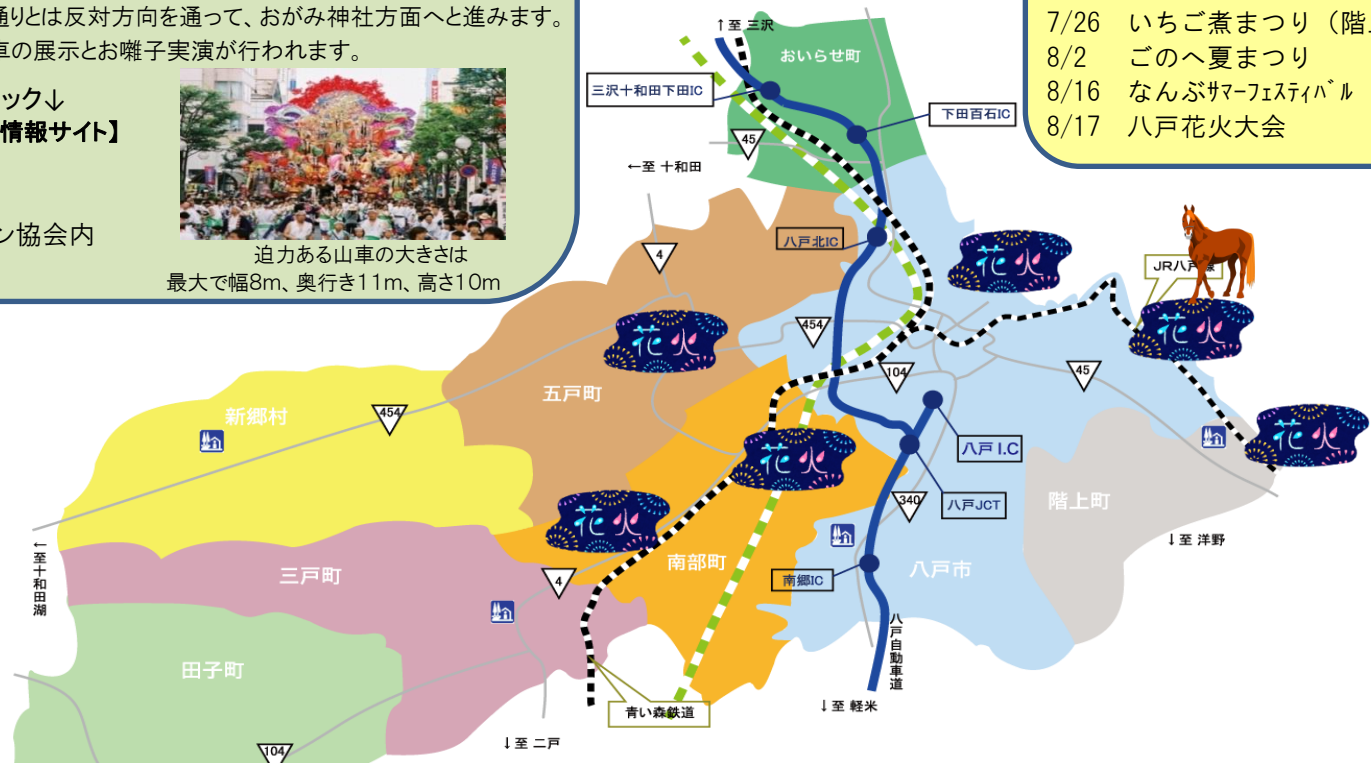 通りとは反対方向を通って、おがみ神社方面へと進みます。
車の展示とお囃子実演が行われます。
ック↓
情報サイト】
ン協会内
迫力ある山車の大きさは
最大で幅8m、奥行き11m、高さ10m
7/26 いちご煮まつり（階
8/2 ごのへ夏まつり
8/16 なんぶｻﾏｰﾌｪｽﾃｨﾊﾞﾙ
8/17 八戸花火大会
↑至 三沢
おいらせ町
三沢十和田下田IC
下田百石IC
45
←至 十和田
八戸北IC
4
花火
JR八戸線
花火
花火
454
104
45
五戸町
新郷村
454
花火
八戸 I.C
花火
階上町
340
八戸JCT
花火
↓至 洋野
←至十和田湖
三戸町
4
南部町
南郷IC
八戸市
八戸自動車道
田子町
青い森鉄道
↓至 軽米
↓至 二戸
104